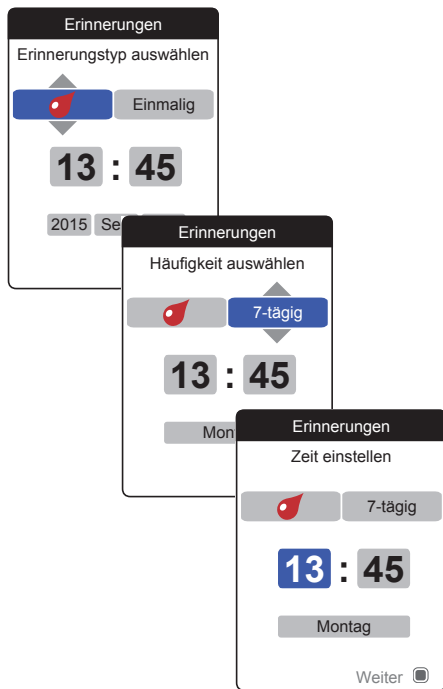 Erinnerungen
Erinnerungstyp auswählen
Einmalig
13 : 45
2015
Erinnerungen
Häufigkeit auswählen
7-tägig
13 : 45
Erinnerungen
Zeit einstellen
7-tägig
13 : 45
Montag
Weiter